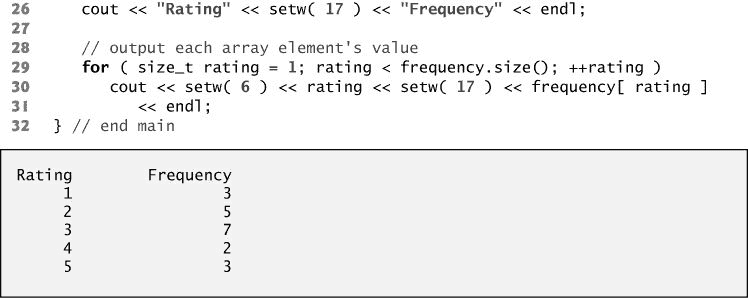 26 cout << "Rating" << setw( 17 ) << "Frequency" << endl;
27
28 // output each array element's value
29 for ( size_t rating = 1; rating < frequency.size(); ++rating )
30 cout << setw( 6 ) << rating << setw( 17 ) << frequency[ rating ]
31 << endl;
32 } // end main
Rating Frequency
1 3
2 5
3 7
4 2
5 3